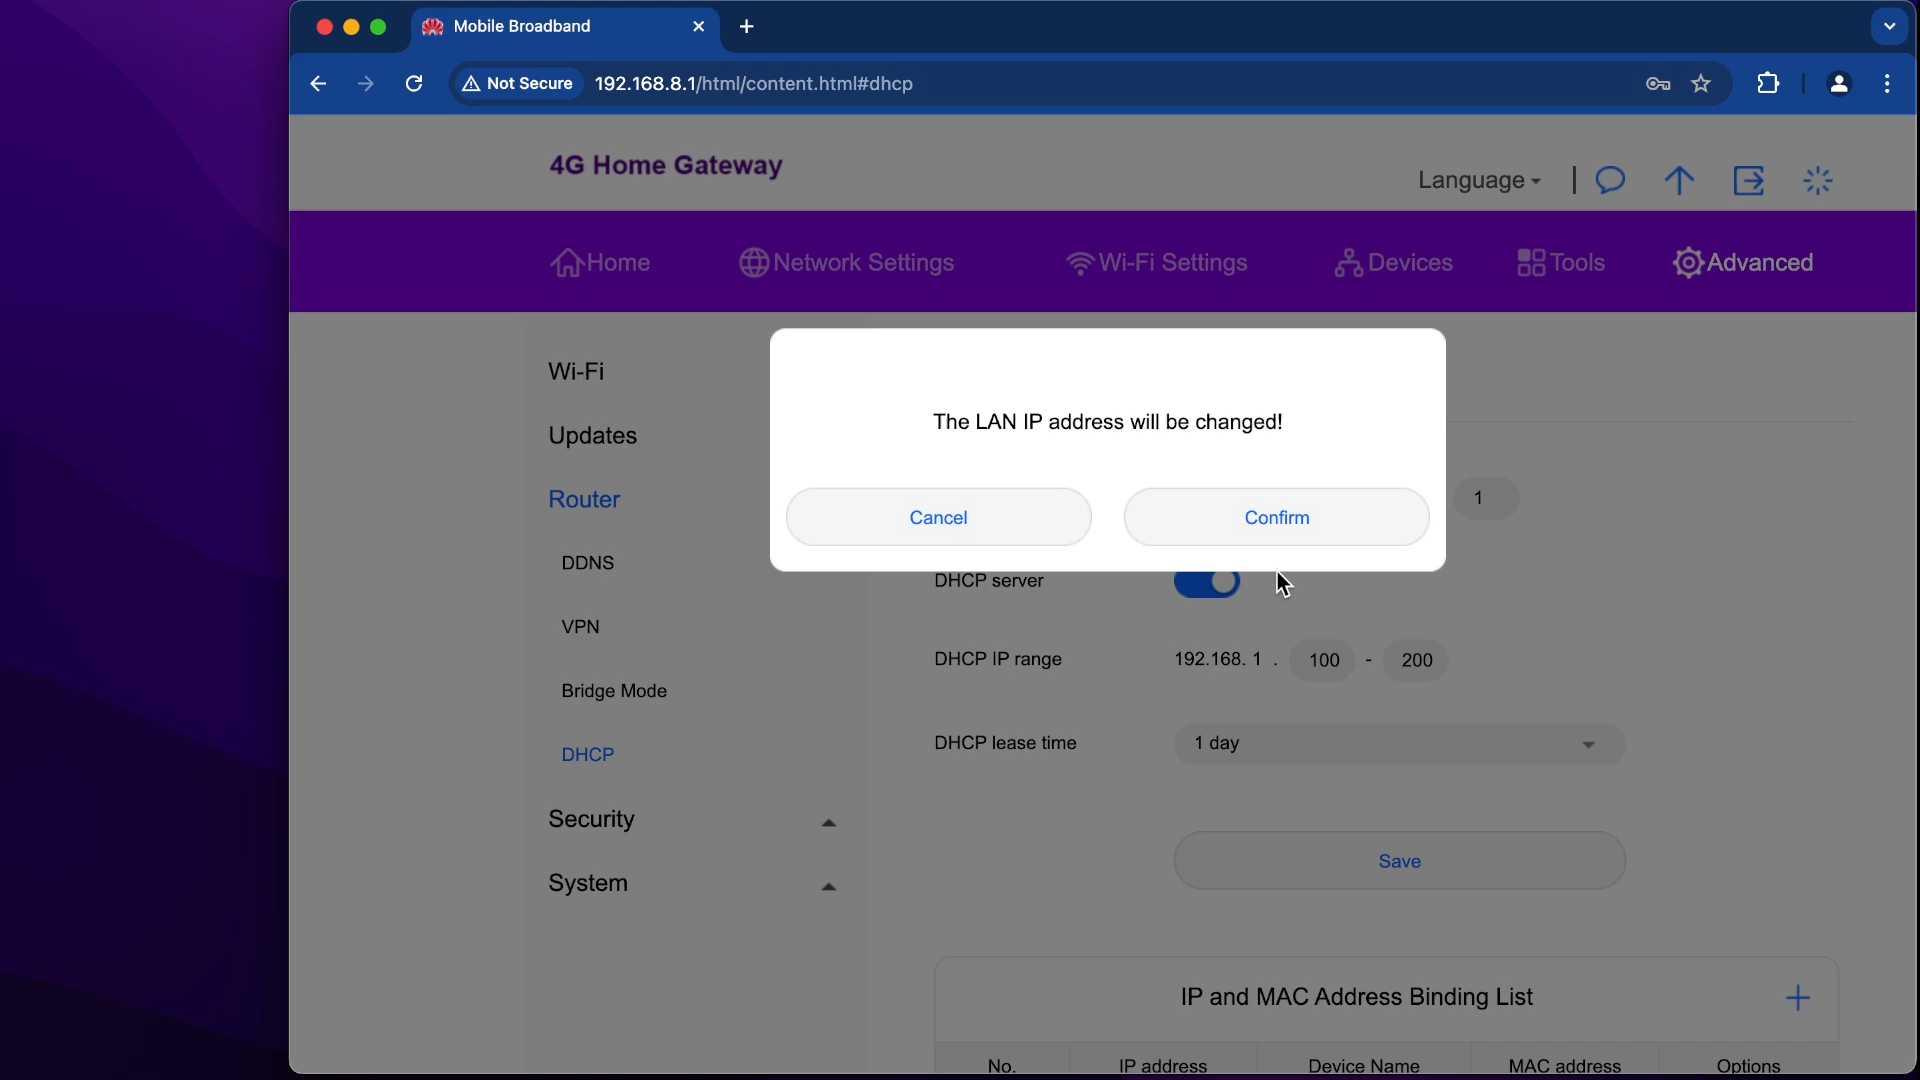 Mobile Broadband
Not Secure 192.168.8.1/html/content.html#dhcp
4G Home Gateway
Language
Home Network Settings Wi-Fi Settings Devices Tools Advanced
Wi-Fi
Updates
Router
DDNS
VPN
Bridge Mode
DHCP
Security
System
The LAN IP address will be changed!
Cancel Confirm
1
DHCP server
DHCP IP range 192.168. 1 . 100 - 200
DHCP lease time 1 day
Save
IP and MAC Address Binding List
No. IP address Device Name MAC address Options